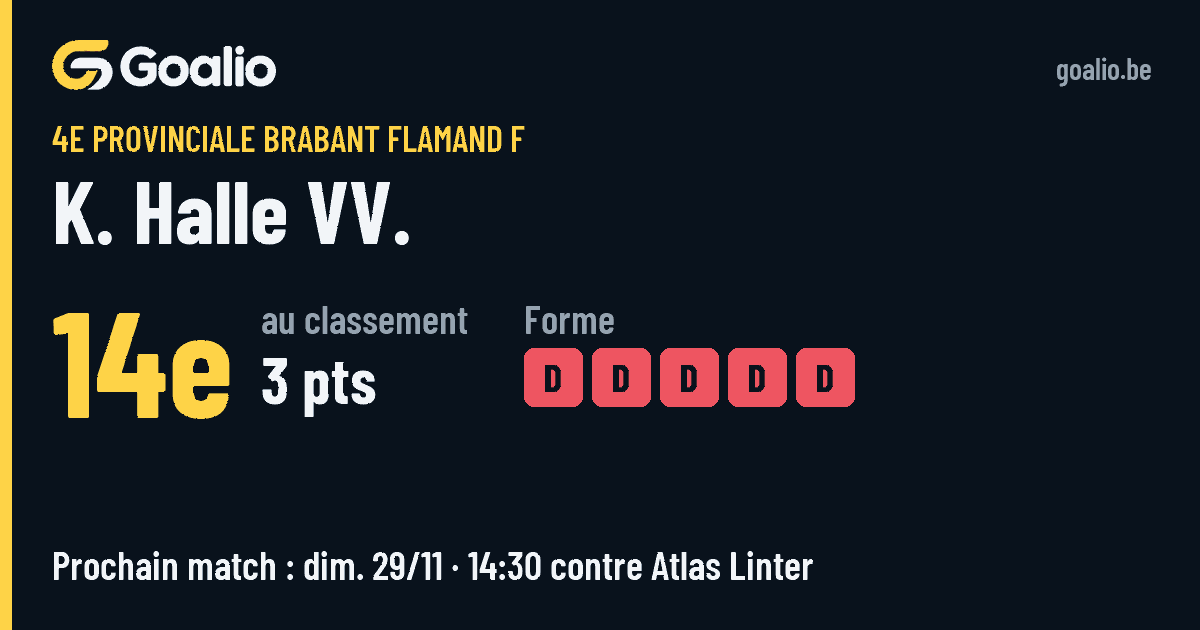 Goalio
goalio.be
4E PROVINCIALE BRABANT FLAMAND F
K. Halle VV.
14e
au classement
3 pts
Forme
D D D D D
Prochain match : dim. 29/11 · 14:30 contre Atlas Linter